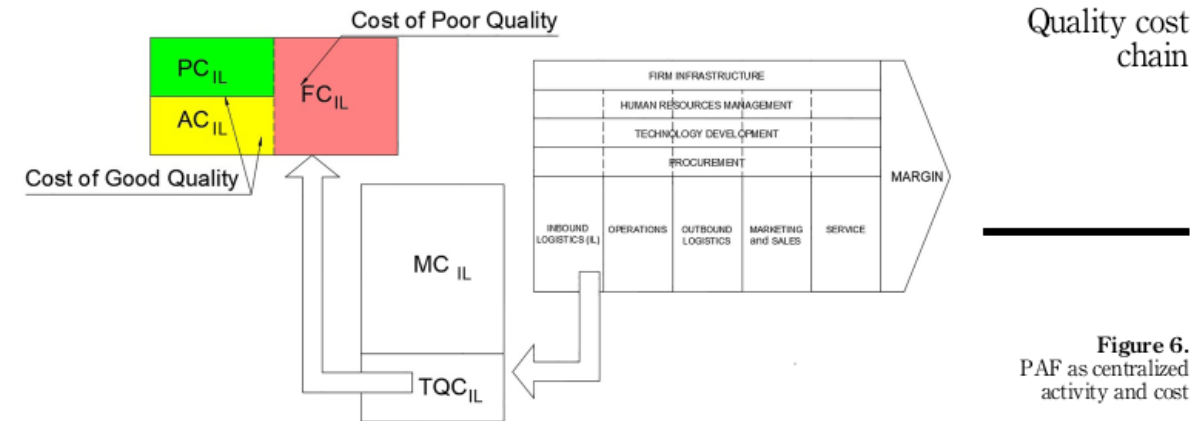 Cost of Poor Quality
PC IL
AC IL
FC IL
Cost of Good Quality
MC IL
TQC IL
FIRM INFRASTRUCTURE
HUMAN RESOURCES MANAGEMENT
TECHNOLOGY DEVELOPMENT
PROCUREMENT
INBOUND
LOGISTICS (IL)
OPERATIONS
OUTBOUND
LOGISTICS
MARKETING
and SALES
SERVICE
MARGIN
Quality cost
chain
Figure 6.
PAF as centralized
activity and cost